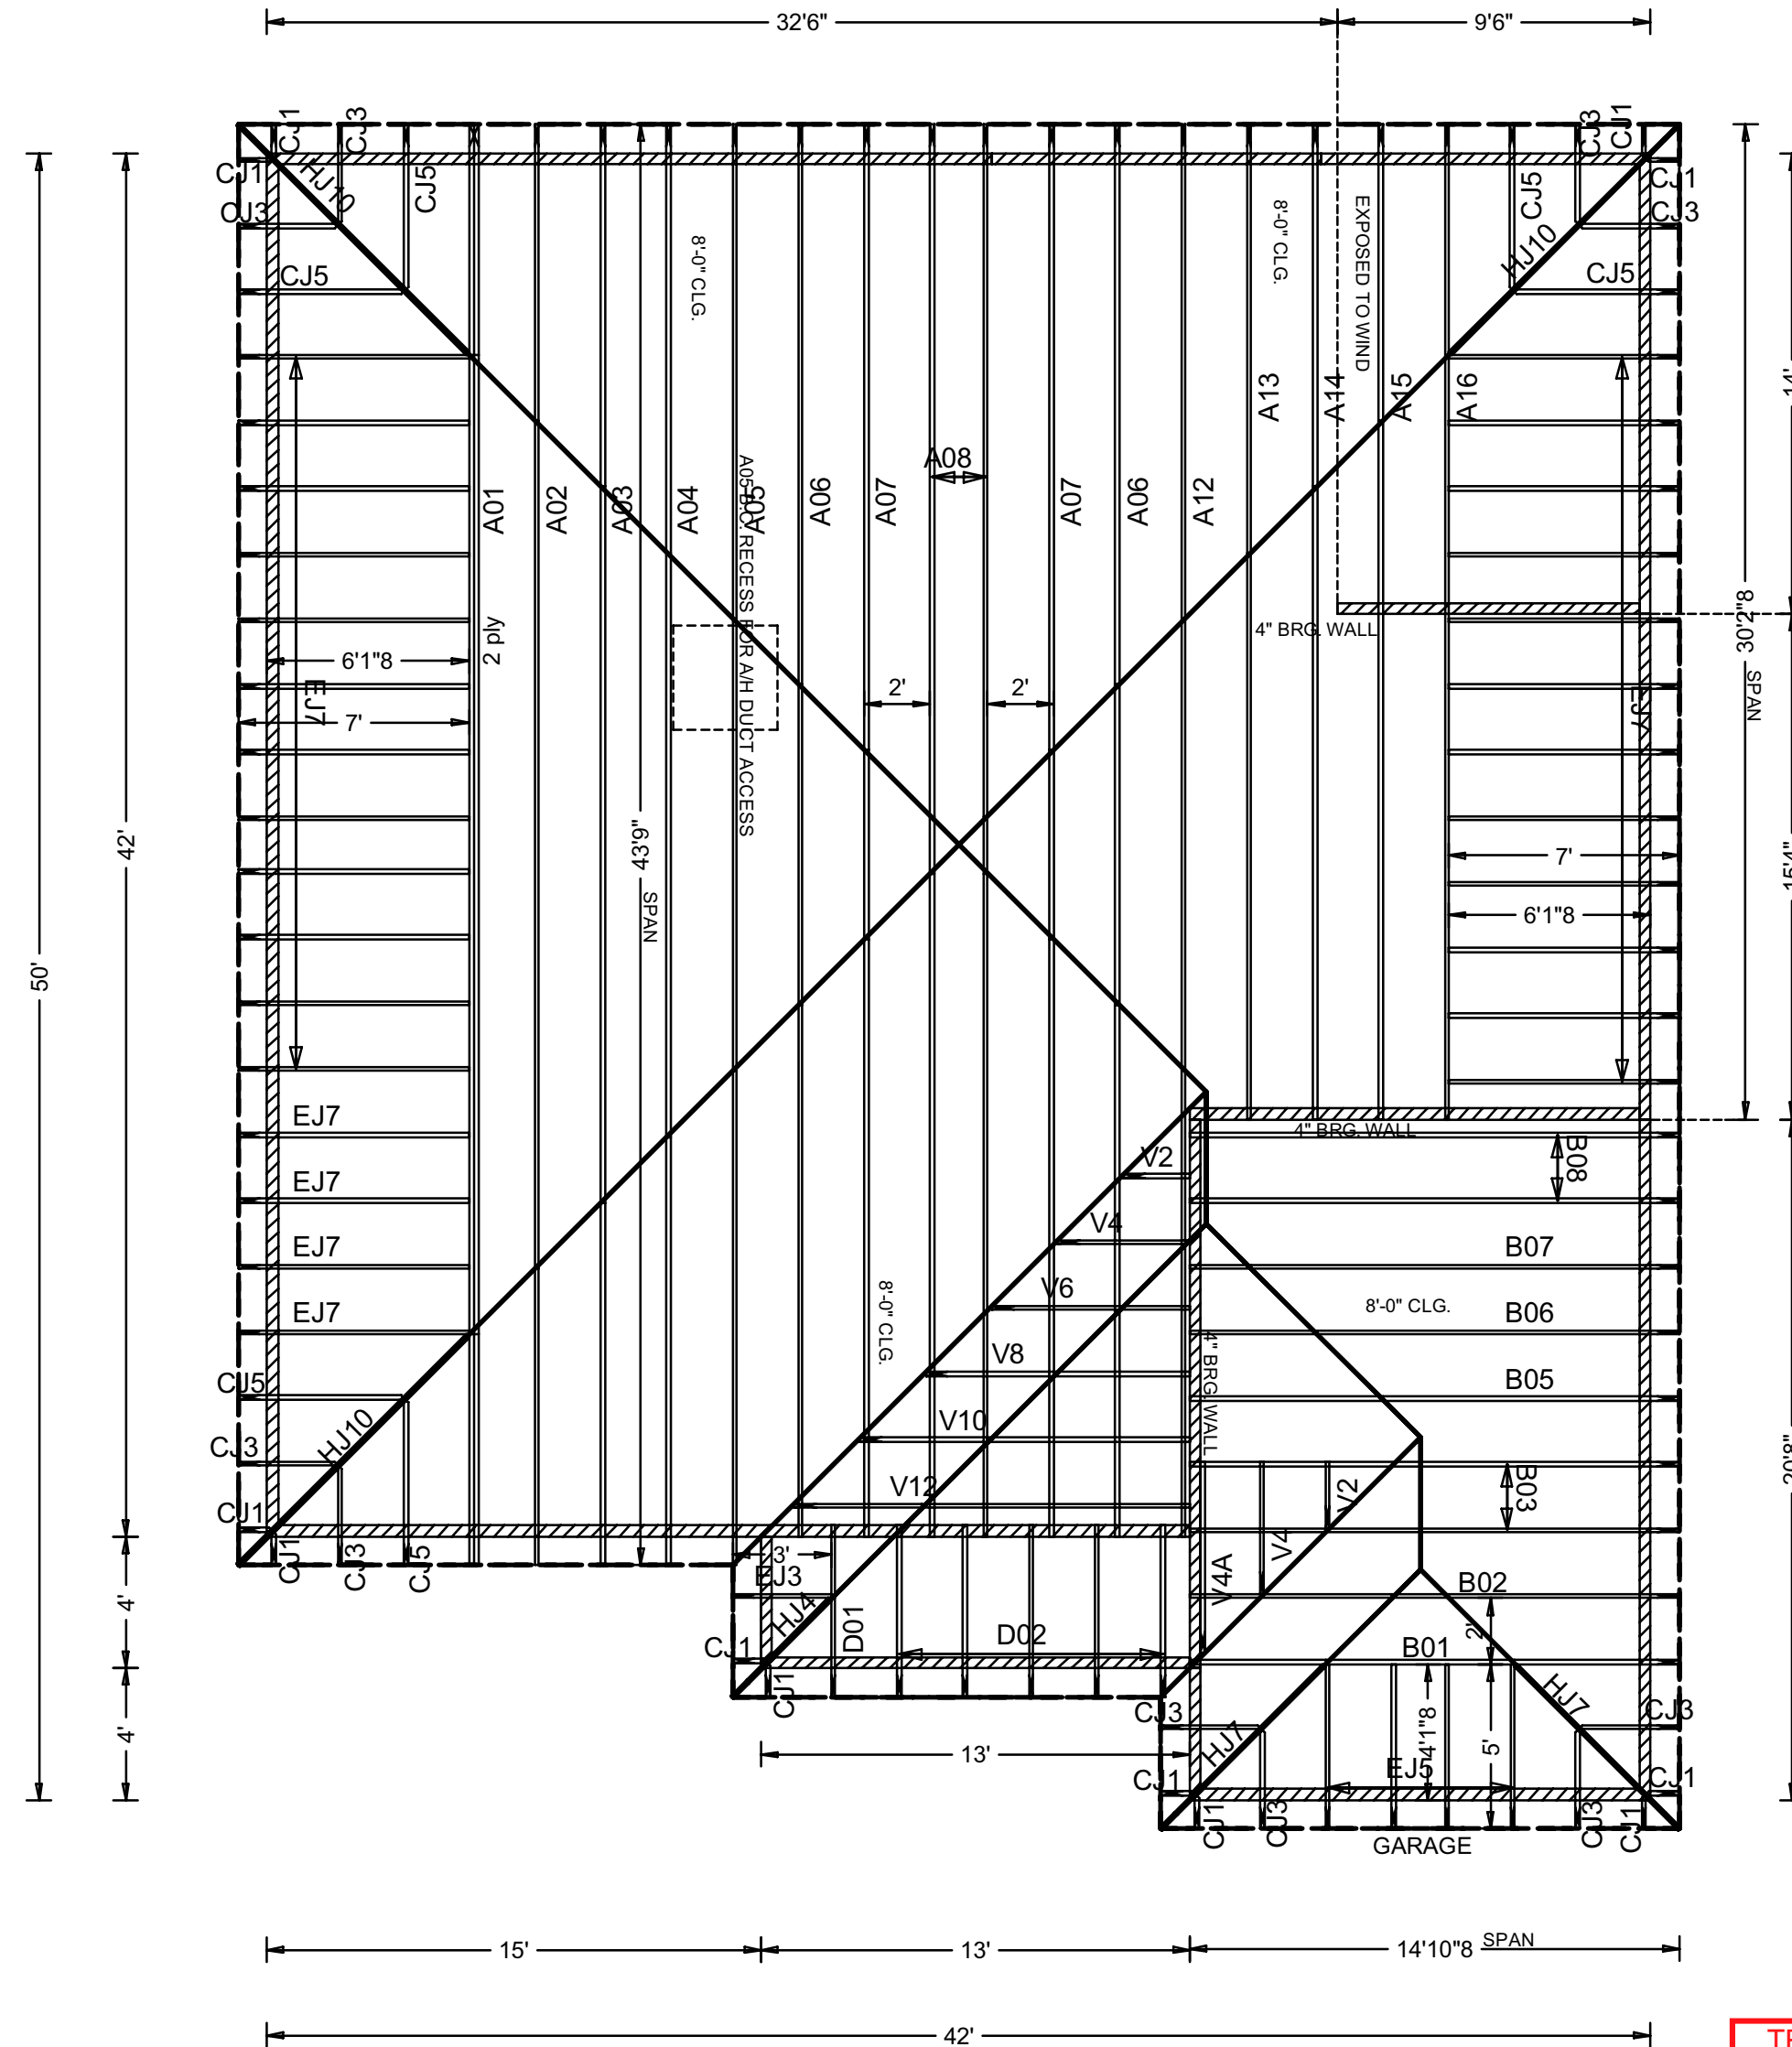 32'6"
9'6"
CJ1
CJ3
CJ5
CJ1
CJ3
CJ5
HJ10
CJ3
CJ1
CJ5
CJ1
CJ3
CJ5
HJ10
8'-0" CLG.
8'-0" CLG.
EXPOSED TO WIND
A01
A02
A03
A04
A05
A06
A07
A08
A07
A06
A12
A13
A14
A15
A16
A05 B.C. RECESS FOR A/H DUCT ACCESS
2 ply
4" BRG. WALL
6'1"8
7'
EJ7
2'
2'
EJ7
30'2"8
SPAN
14'
15'4"
20'8"
50'
42'
43'9"
SPAN
7'
6'1"8
4" BRG. WALL
EJ7
EJ7
EJ7
EJ7
V2
V4
V6
V8
V10
V12
8'-0" CLG.
4" BRG. WALL
B08
B07
B06
8'-0" CLG.
B05
B03
V2
V4
V4A
B02
B01
2'
CJ5
CJ3
CJ1
HJ10
CJ1
CJ3
CJ5
3'
EJ3
HJ4
D01
D02
CJ1
CJ1
4'
4'
13'
CJ3
CJ1
HJ7
4'1"8
5'
EJ5
HJ7
CJ3
CJ1
CJ1
CJ3
CJ3
CJ1
GARAGE
15'
13'
14'10"8
SPAN
42'